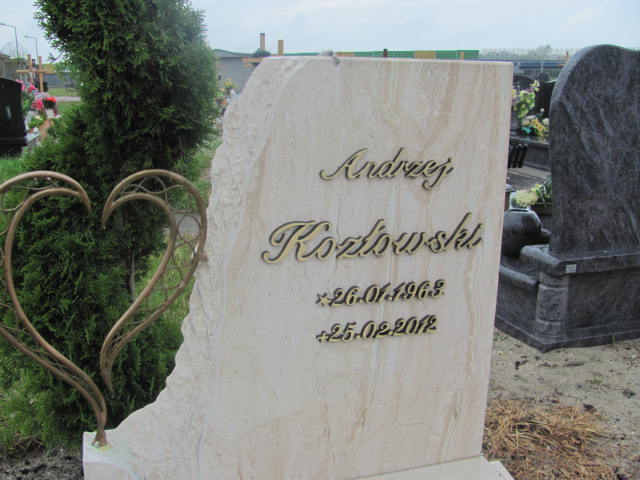 Andrzej
Kozłowski
*26.01.1963
+25.02.2012